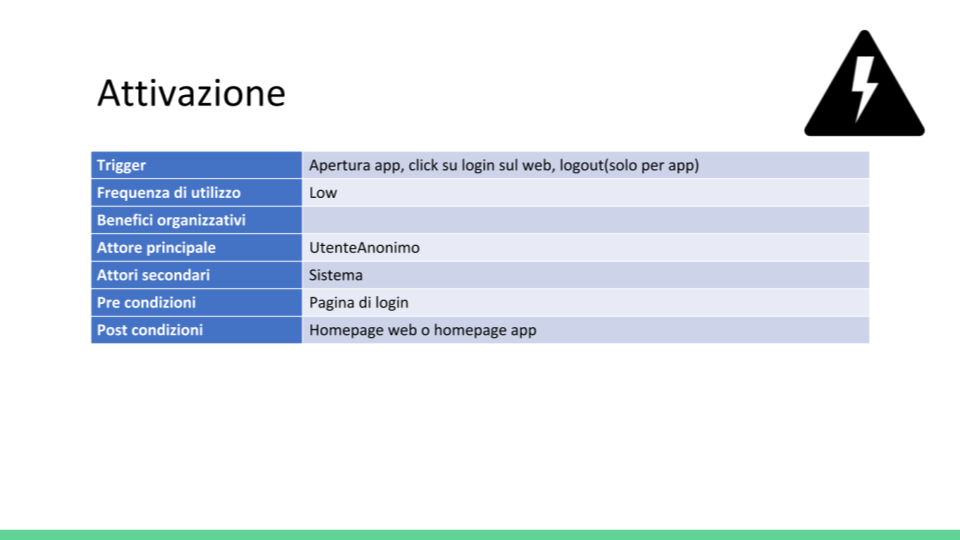 Attivazione
Trigger Apertura app, click su login sul web, logout(solo per app)
Frequenza di utilizzo Low
Benefici organizzativi
Attore principale UtenteAnonimo
Attori secondari Sistema
Pre condizioni Pagina di login
Post condizioni Homepage web o homepage app